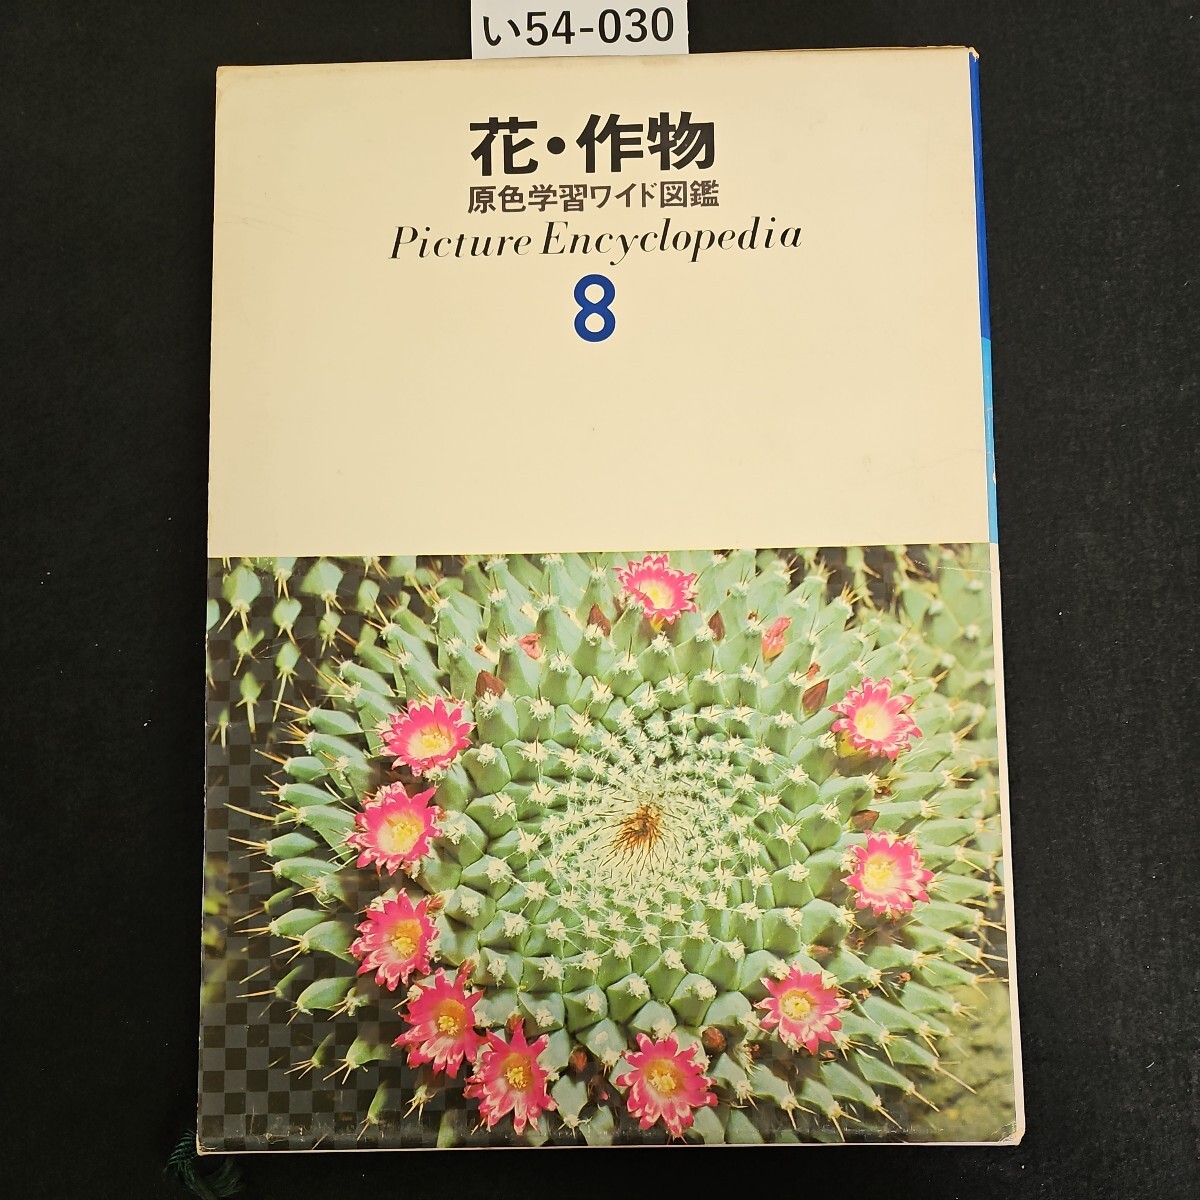 い54-030
花・作物
原色学習ワイド図鑑
Picture Encyclopedia
8